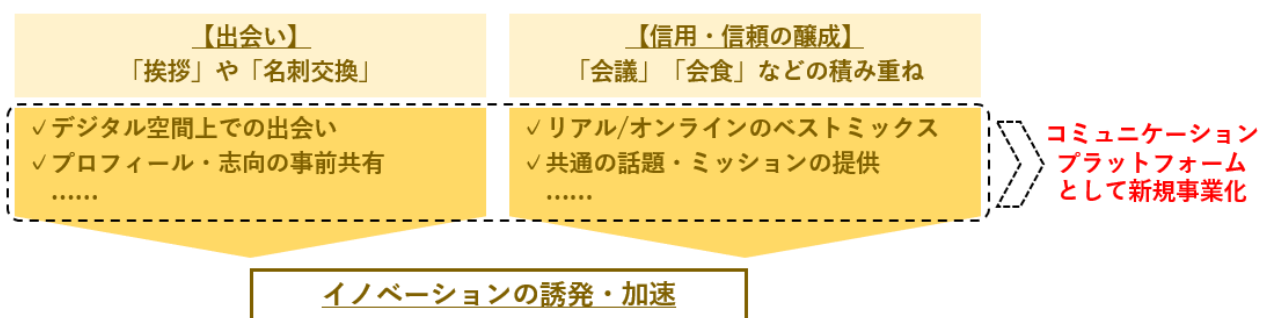 【出会い】
「挨拶」や「名刺交換」
✓デジタル空間上での出会い
✓プロフィール・志向の事前共有
……
【信用・信頼の醸成】
「会議」「会食」などの積み重ね
✓リアル/オンラインのベストミックス
✓共通の話題・ミッションの提供
……
コミュニケーション
プラットフォーム
として新規事業化
イノベーションの誘発・加速